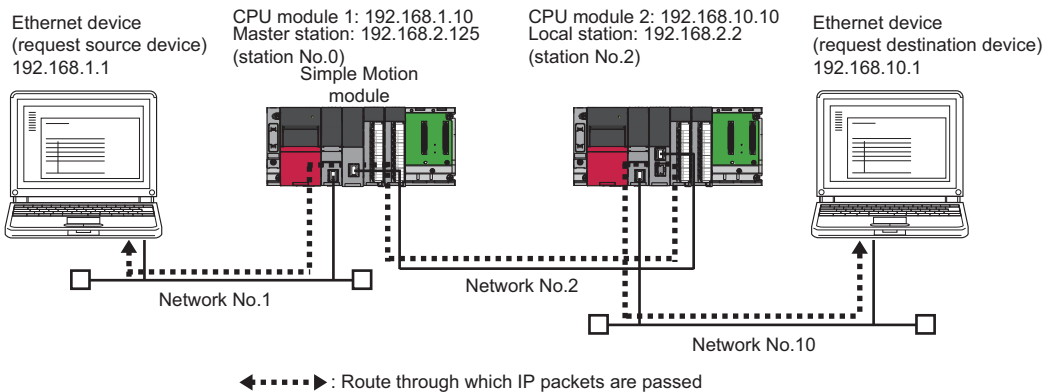 Ethernet device
(request source device)
192.168.1.1
CPU module 1: 192.168.1.10
Master station: 192.168.2.125
(station No.0)
Simple Motion
module
CPU module 2: 192.168.10.10
Local station: 192.168.2.2
(station No.2)
Ethernet device
(request destination device)
192.168.10.1
Network No.1
Network No.2
Network No.10
: Route through which IP packets are passed